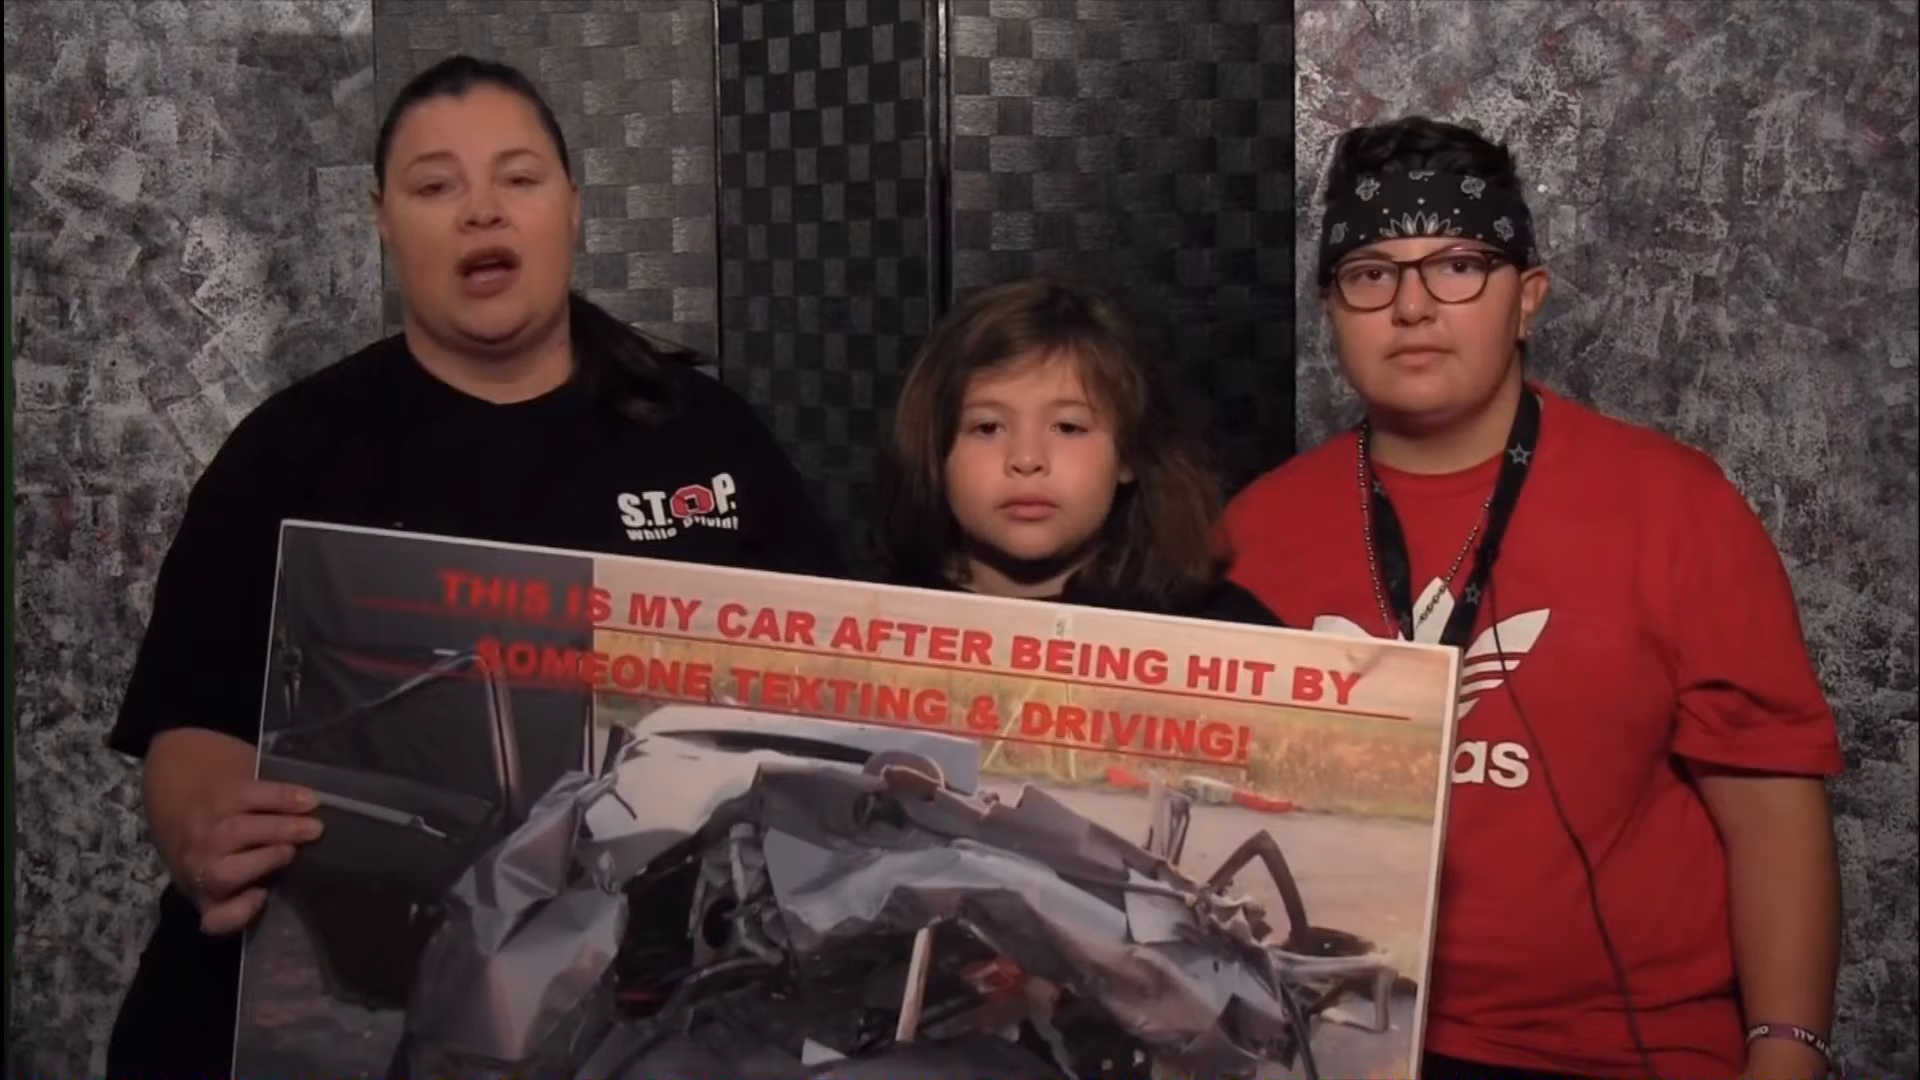 S.T.O.P.
While Drivin!
THIS IS MY CAR AFTER BEING HIT BY
SOMEONE TEXTING & DRIVING!
as